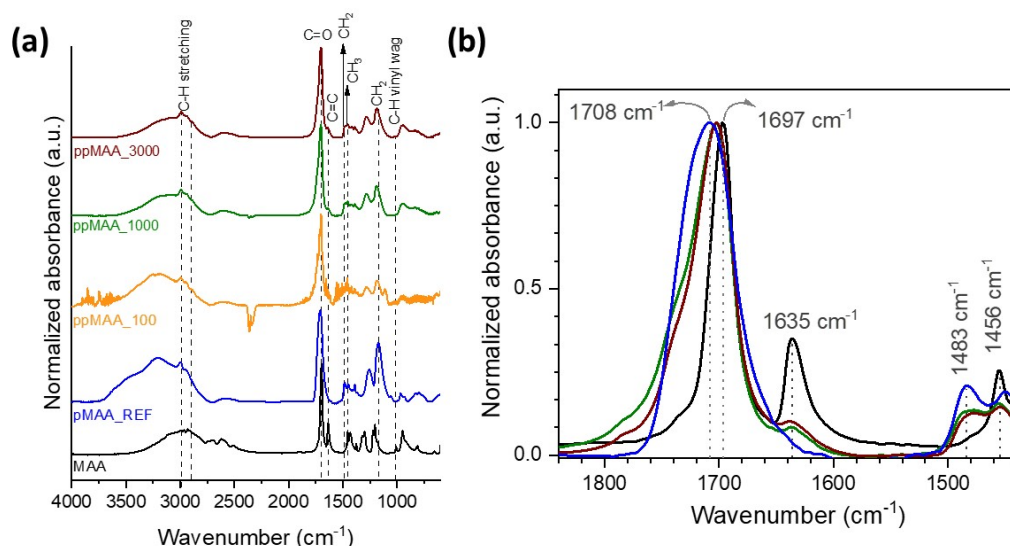 (a)
Normalized absorbance (a.u.)
C-H stretching
C=O
C=C
CH2
CH3
CH2
C-H vinyl wag
ppMAA_3000
ppMAA_1000
ppMAA_100
pMAA_REF
MAA
4000 3500 3000 2500 2000 1500 1000
Wavenumber (cm-1)
(b)
Normalized absorbance (a.u.)
1708 cm-1
1697 cm-1
1635 cm-1
1483 cm-1
1456 cm-1
1.0
0.5
0.0
1800 1700 1600 1500
Wavenumber (cm-1)